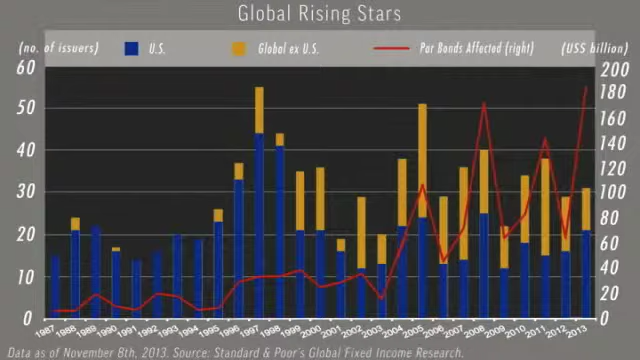 Global Rising Stars
(no. of issuers) U.S. Global ex U.S. Par Bonds Affected (right) (US$ billion)
60 200
50 180
40 160
30 140
20 120
10 100
0 80
60
40
20
0
1987 1988 1989 1990 1991 1992 1993 1994 1995 1996 1997 1998 1999 2000 2001 2002 2003 2004 2005 2006 2007 2008 2009 2010 2011 2012 2013
Data as of November 8th, 2013. Source: Standard & Poor's Global Fixed Income Research.